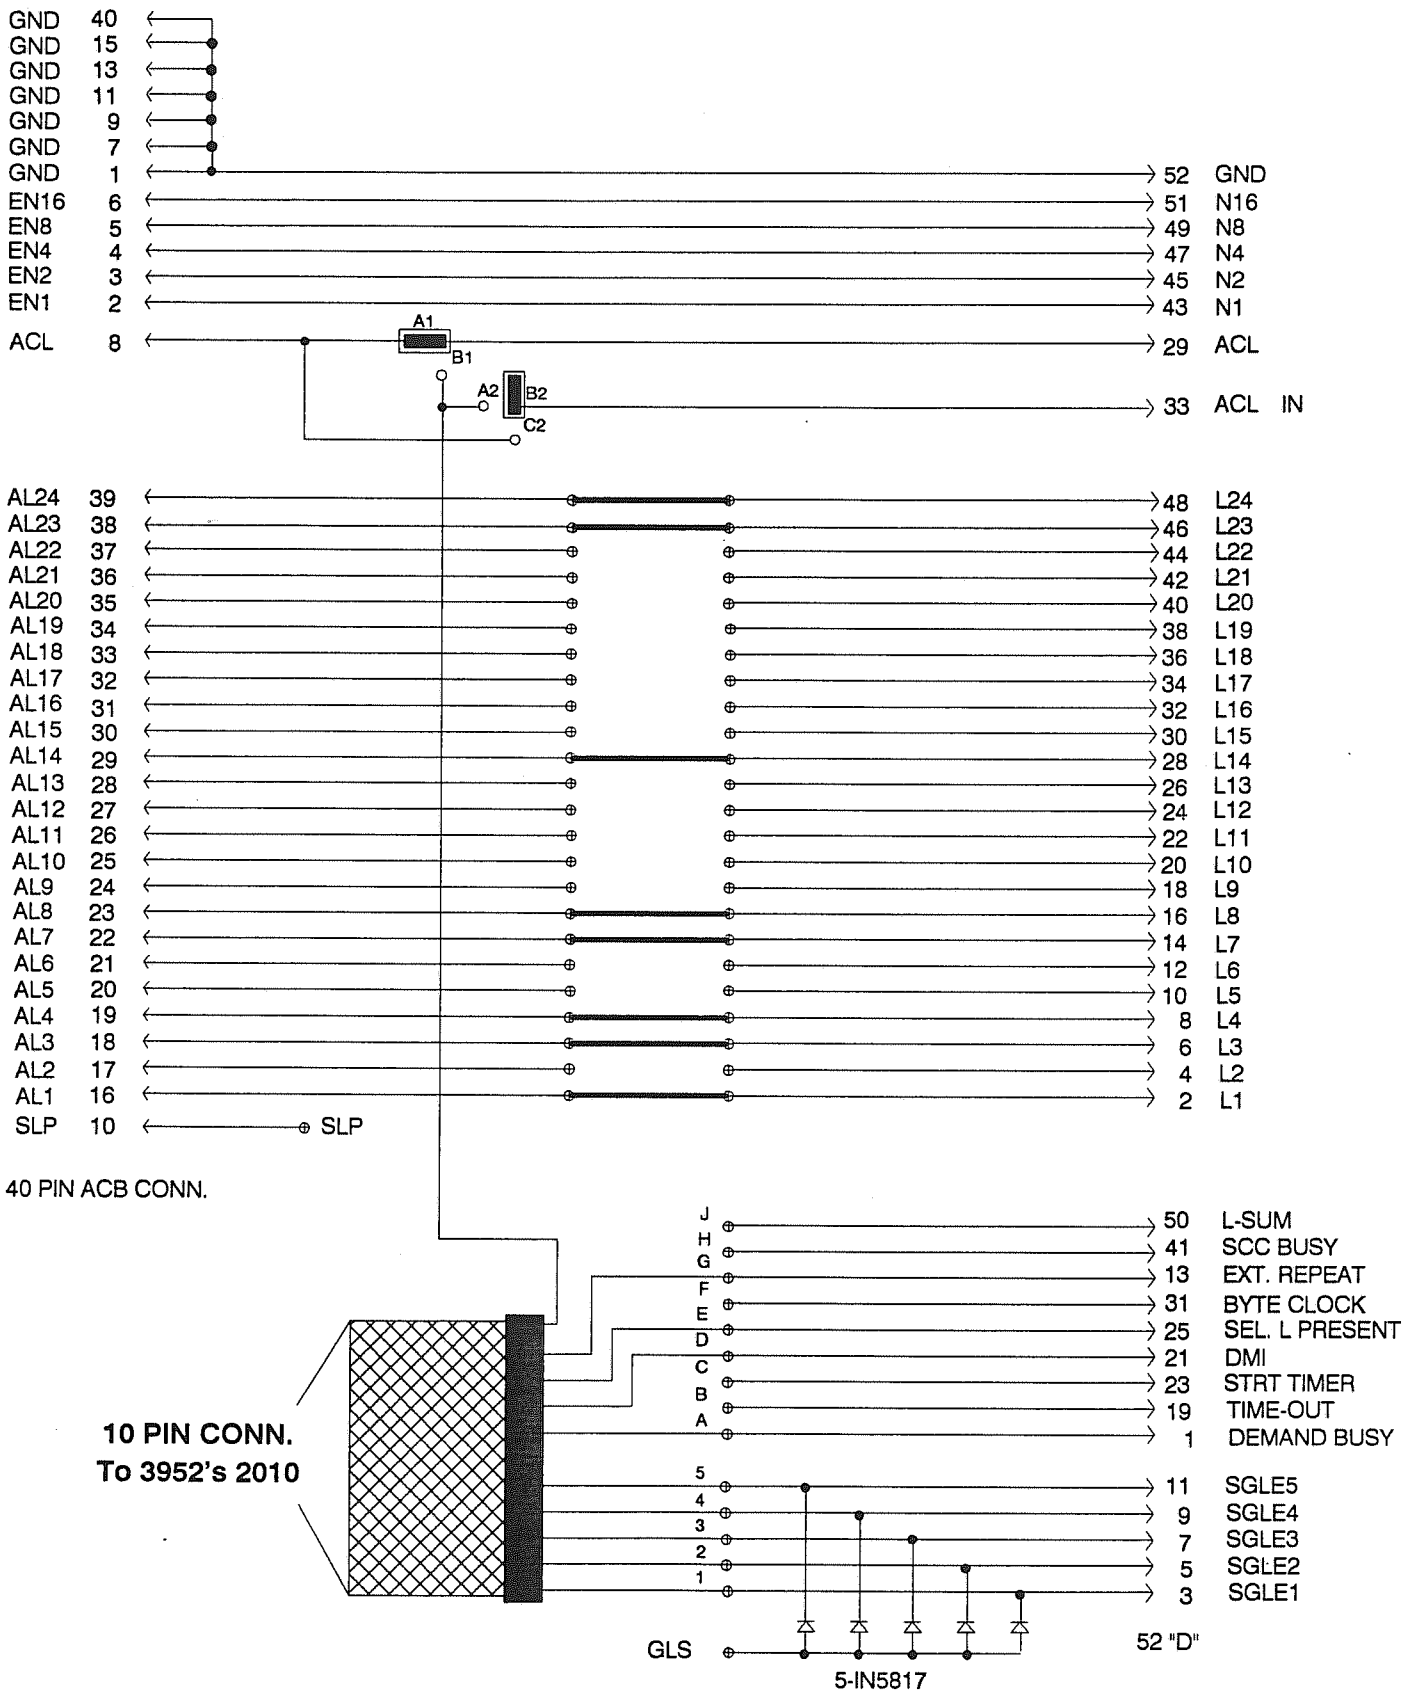 GND 40
GND 15
GND 13
GND 11
GND 9
GND 7
GND 1 52 GND
EN16 6 51 N16
EN8 5 49 N8
EN4 4 47 N4
EN2 3 45 N2
EN1 2 43 N1
A1
ACL 8 29 ACL
B1
A2 B2
33 ACL IN
C2
AL24 39 48 L24
AL23 38 46 L23
AL22 37 44 L22
AL21 36 42 L21
AL20 35 40 L20
AL19 34 38 L19
AL18 33 36 L18
AL17 32 34 L17
AL16 31 32 L16
AL15 30 30 L15
AL14 29 28 L14
AL13 28 26 L13
AL12 27 24 L12
AL11 26 22 L11
AL10 25 20 L10
AL9 24 18 L9
AL8 23 16 L8
AL7 22 14 L7
AL6 21 12 L6
AL5 20 10 L5
AL4 19 8 L4
AL3 18 6 L3
AL2 17 4 L2
AL1 16 2 L1
SLP 10 SLP
40 PIN ACB CONN.
J 50 L-SUM
H 41 SCC BUSY
G 13 EXT. REPEAT
F 31 BYTE CLOCK
E 25 SEL. L PRESENT
D 21 DMI
C 23 STRT TIMER
B 19 TIME-OUT
A 1 DEMAND BUSY
10 PIN CONN.
To 3952's 2010
5 11 SGLE5
4 9 SGLE4
3 7 SGLE3
2 5 SGLE2
1 3 SGLE1
GLS
52 "D"
5-IN5817